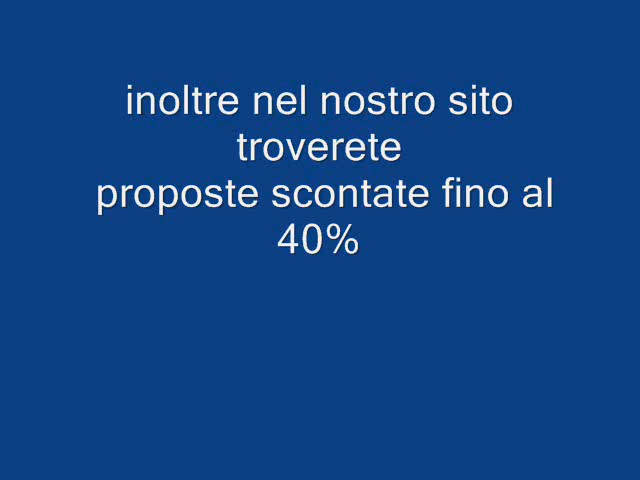 inoltre nel nostro sito
troverete
proposte scontate fino al
40%